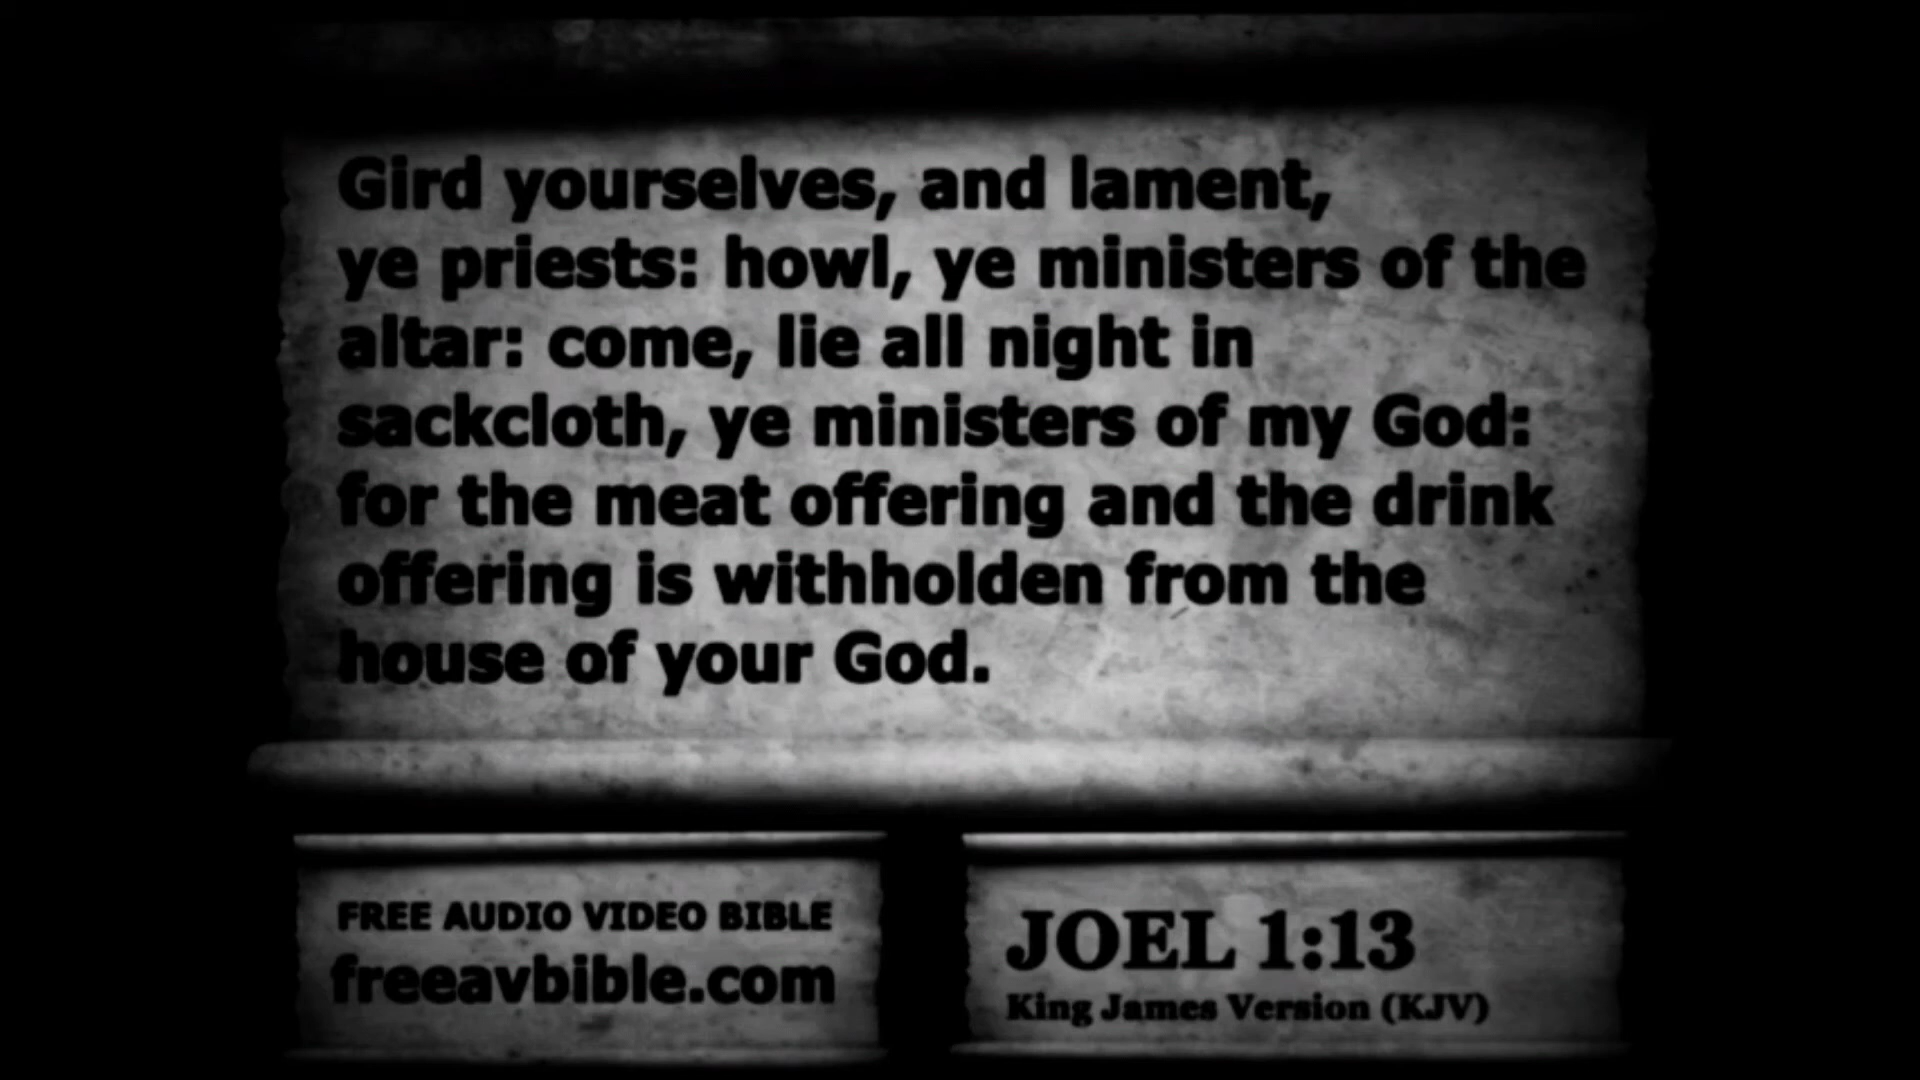 Gird yourselves, and lament,
ye priests: howl, ye ministers of the
altar: come, lie all night in
sackcloth, ye ministers of my God:
for the meat offering and the drink
offering is withholden from the
house of your God.
FREE AUDIO VIDEO BIBLE
freeavbible.com
JOEL 1:13
King James Version (KJV)